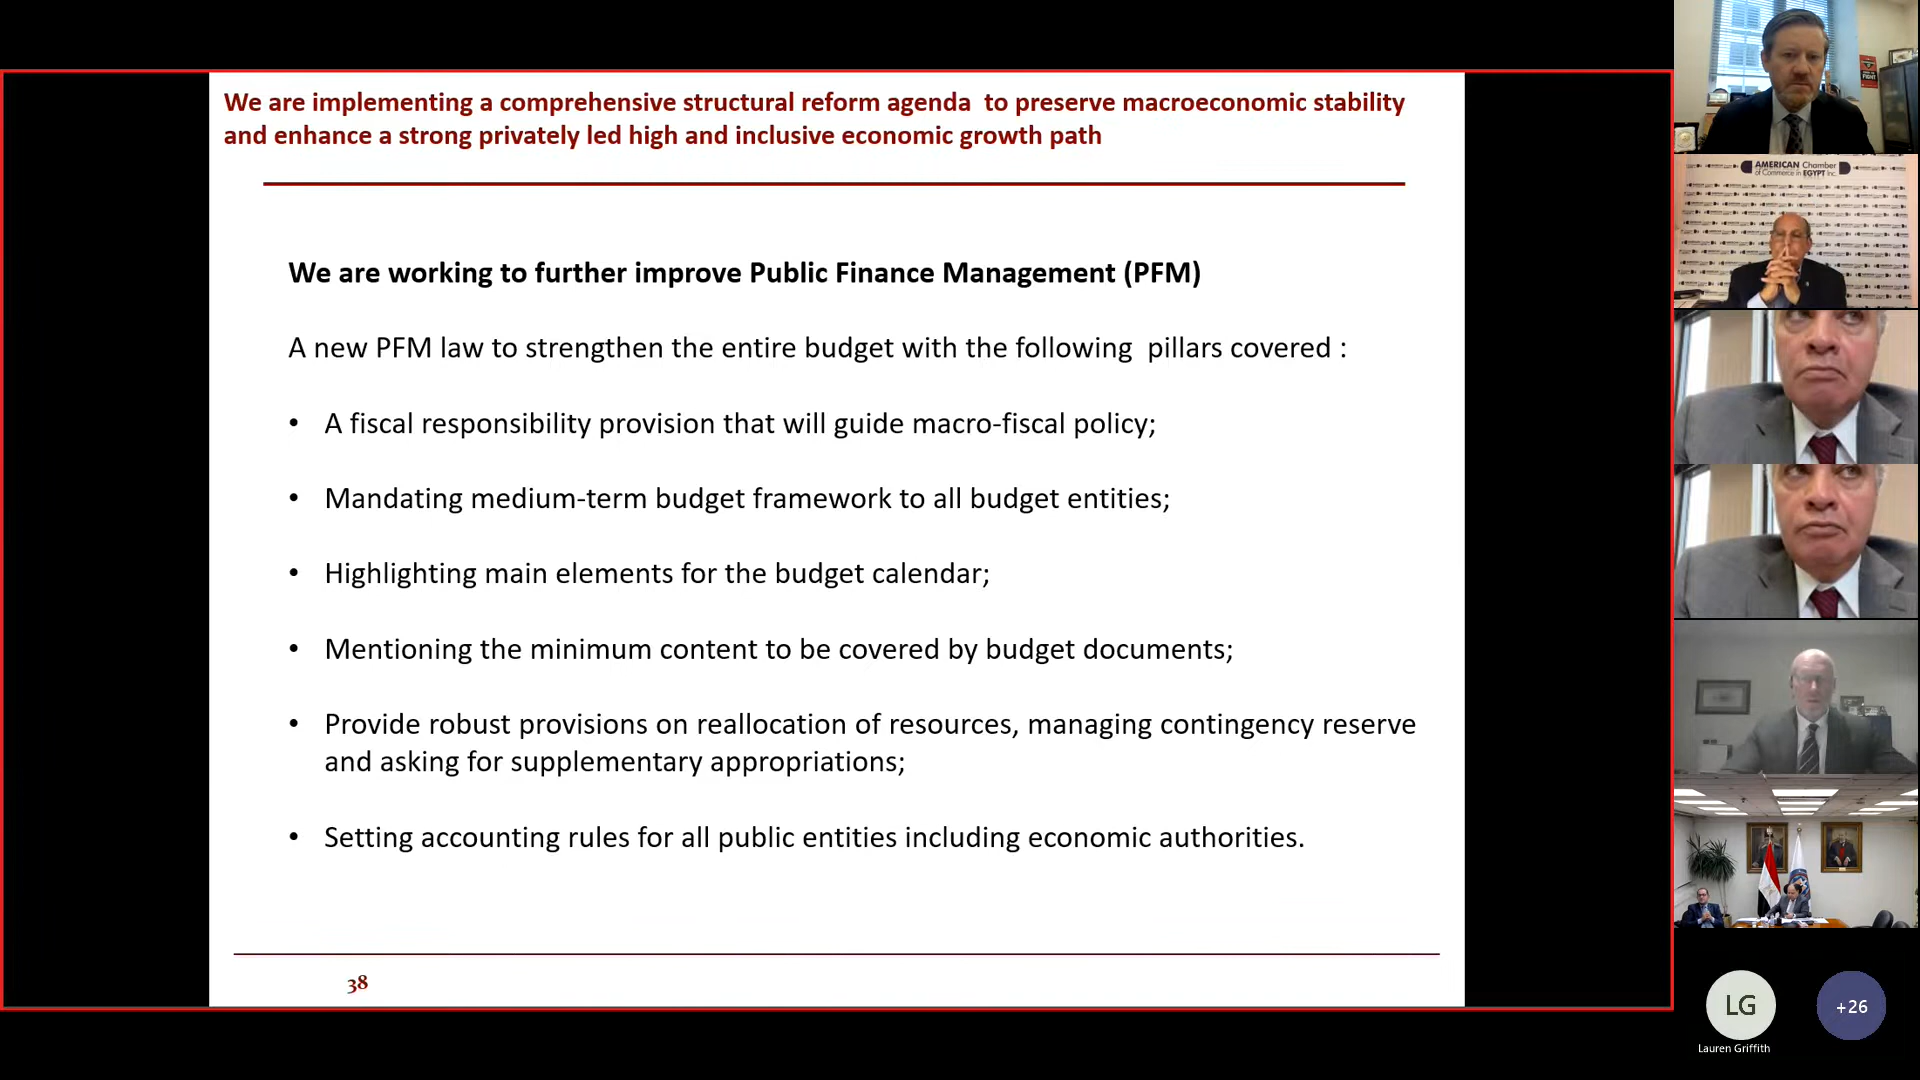 We are implementing a comprehensive structural reform agenda  to preserve macroeconomic stability
and enhance a strong privately led high and inclusive economic growth path
We are working to further improve Public Finance Management (PFM)
A new PFM law to strengthen the entire budget with the following  pillars covered :
• A fiscal responsibility provision that will guide macro-fiscal policy;
• Mandating medium-term budget framework to all budget entities;
• Highlighting main elements for the budget calendar;
• Mentioning the minimum content to be covered by budget documents;
• Provide robust provisions on reallocation of resources, managing contingency reserve
and asking for supplementary appropriations;
• Setting accounting rules for all public entities including economic authorities.
38
AMERICAN Chamber
of Commerce in EGYPT Inc.
LG
+26
Lauren Griffith